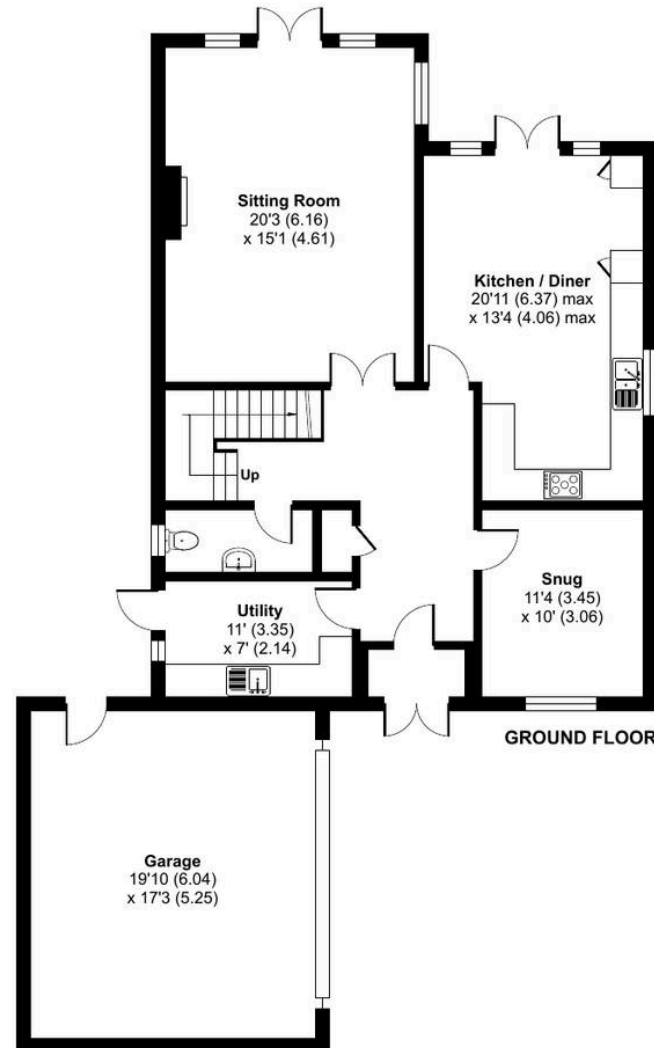 Sitting Room
20'3 (6.16)
x 15'1 (4.61)
Kitchen / Diner
20'11 (6.37) max
x 13'4 (4.06) max
Up
Utility
11' (3.35)
x 7' (2.14)
Snug
11'4 (3.45)
x 10' (3.06)
GROUND FLOOR
Garage
19'10 (6.04)
x 17'3 (5.25)